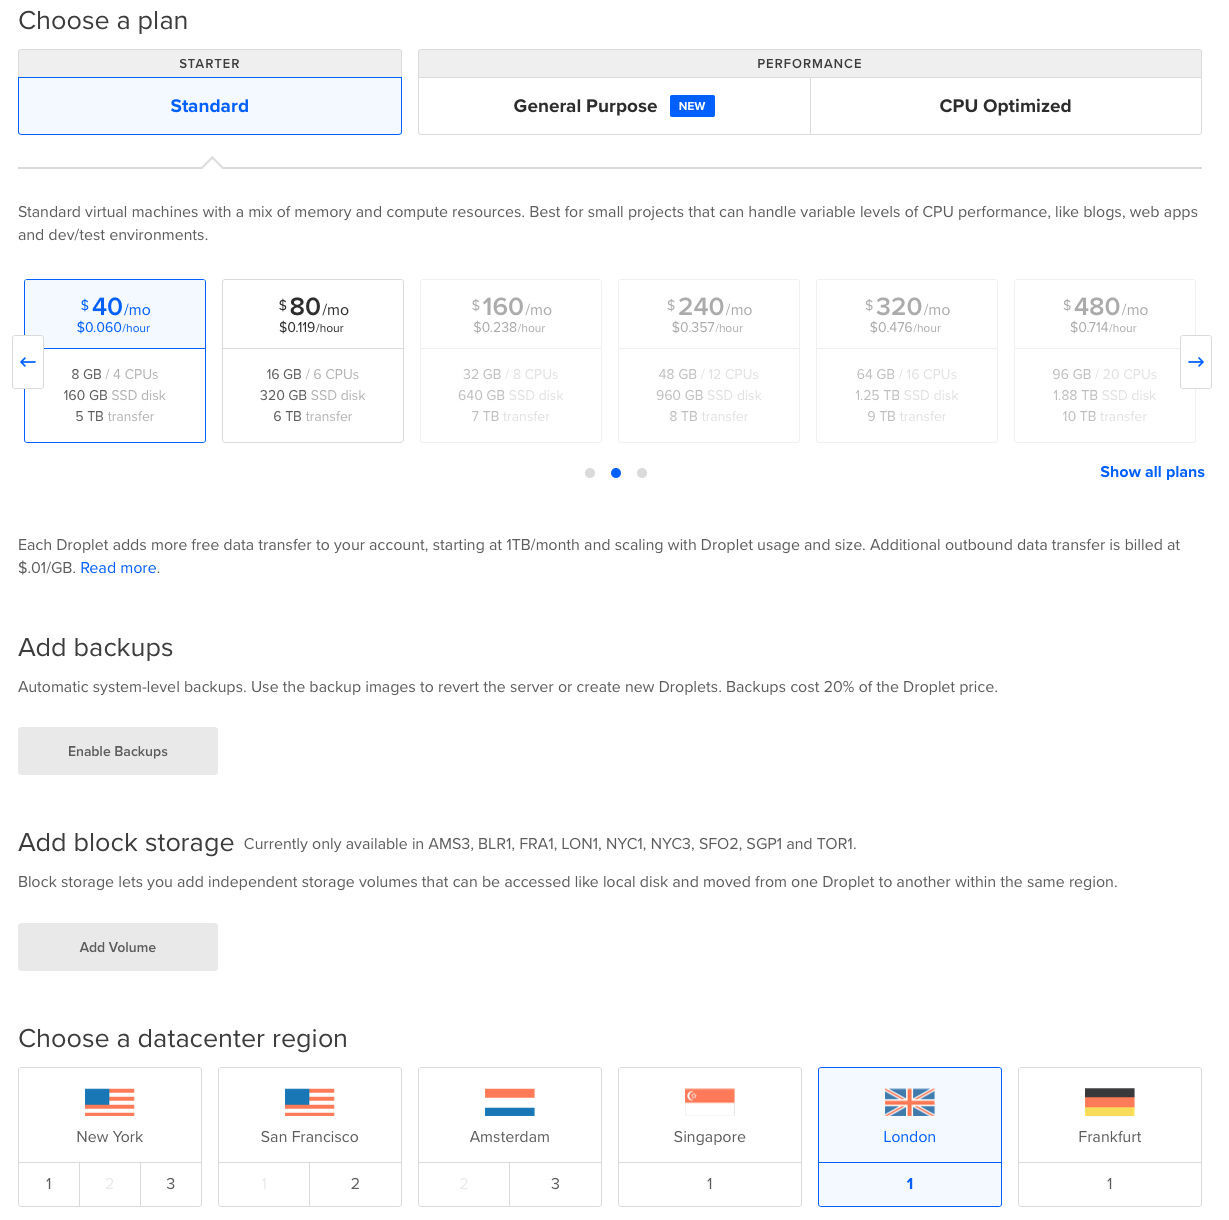 Choose a plan
STARTER
PERFORMANCE
Standard
General Purpose NEW
CPU Optimized
Standard virtual machines with a mix of memory and compute resources. Best for small projects that can handle variable levels of CPU performance, like blogs, web apps
and dev/test environments.
$ 40/mo
$0.060/hour
8 GB / 4 CPUs
160 GB SSD disk
5 TB transfer
$ 80/mo
$0.119/hour
16 GB / 6 CPUs
320 GB SSD disk
6 TB transfer
$ 160/mo
$0.238/hour
32 GB / 8 CPUs
640 GB SSD disk
7 TB transfer
$ 240/mo
$0.357/hour
48 GB / 12 CPUs
960 GB SSD disk
8 TB transfer
$ 320/mo
$0.476/hour
64 GB / 16 CPUs
1.25 TB SSD disk
9 TB transfer
$ 480/mo
$0.714/hour
96 GB / 20 CPUs
1.88 TB SSD disk
10 TB transfer
Show all plans
Each Droplet adds more free data transfer to your account, starting at 1TB/month and scaling with Droplet usage and size. Additional outbound data transfer is billed at
$.01/GB. Read more.
Add backups
Automatic system-level backups. Use the backup images to revert the server or create new Droplets. Backups cost 20% of the Droplet price.
Enable Backups
Add block storage Currently only available in AMS3, BLR1, FRA1, LON1, NYC1, NYC3, SFO2, SGP1 and TOR1.
Block storage lets you add independent storage volumes that can be accessed like local disk and moved from one Droplet to another within the same region.
Add Volume
Choose a datacenter region
New York
1 2 3
San Francisco
1 2
Amsterdam
2 3
Singapore
1
London
1
Frankfurt
1